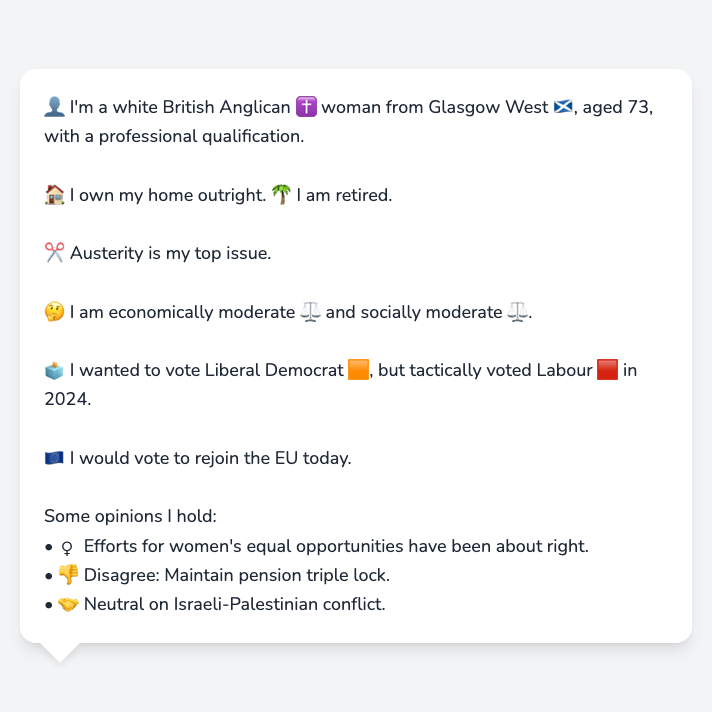 👤 I'm a white British Anglican ✝️ woman from Glasgow West 🏴󠁧󠁢󠁳󠁣󠁴󠁿, aged 73,
with a professional qualification.
🏠 I own my home outright. 🌴 I am retired.
✂️ Austerity is my top issue.
🤔 I am economically moderate ⚖️ and socially moderate ⚖️.
🗳️ I wanted to vote Liberal Democrat 🟧, but tactically voted Labour 🟥 in
2024.
🇪🇺 I would vote to rejoin the EU today.
Some opinions I hold:
• ♀ Efforts for women's equal opportunities have been about right.
• 👎 Disagree: Maintain pension triple lock.
• 🤝 Neutral on Israeli-Palestinian conflict.